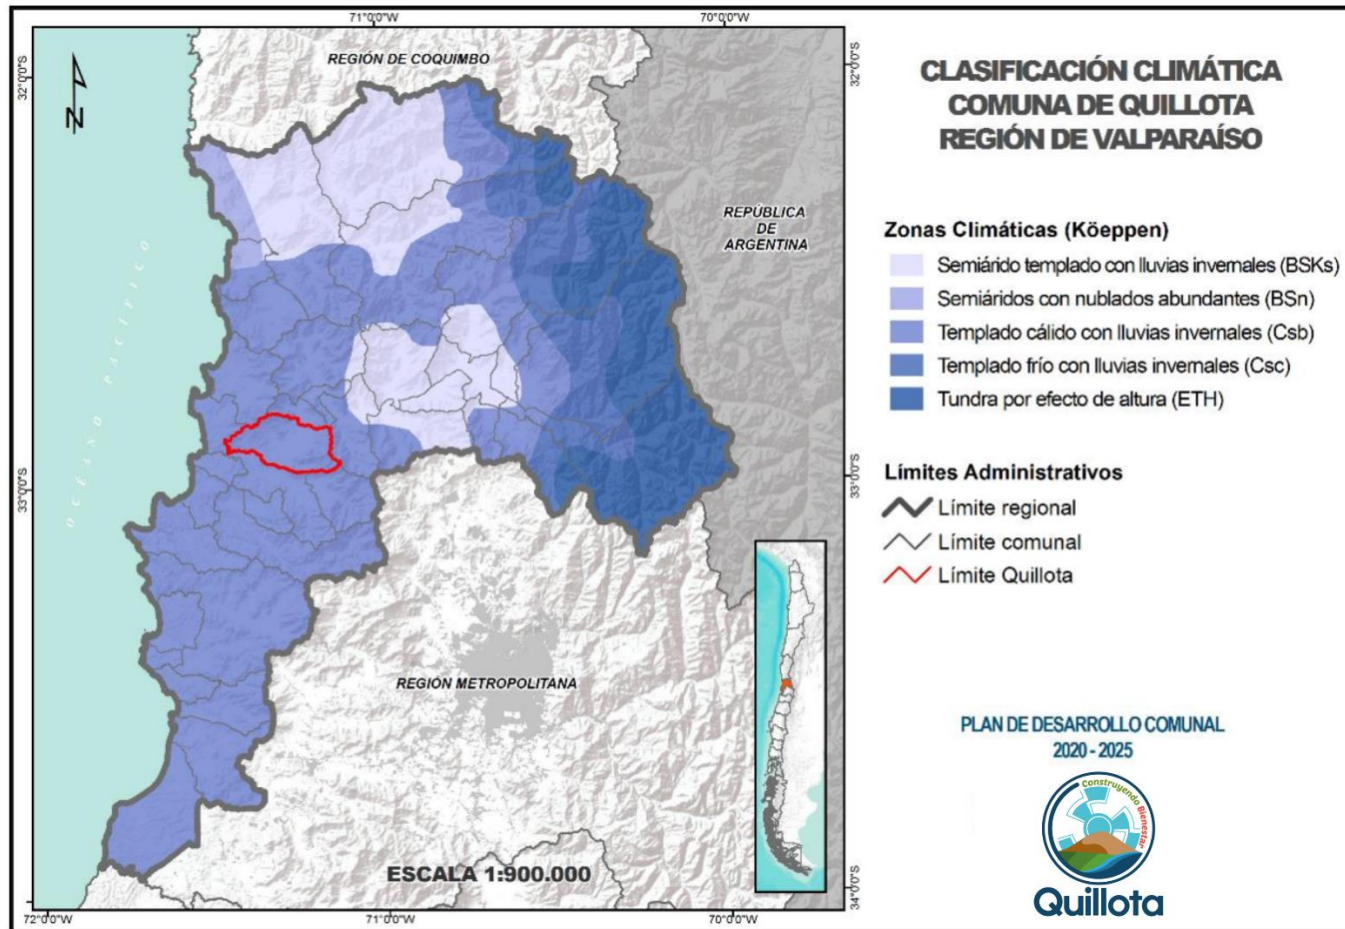 CLASIFICACIÓN CLIMÁTICA
COMUNA DE QUILLOTA
REGIÓN DE VALPARAÍSO
Zonas Climáticas (Köeppen)
Semiárido templado con lluvias invernales (BSKs)
Semiáridos con nublados abundantes (BSn)
Templado cálido con lluvias invernales (Csb)
Templado frío con lluvias invernales (Csc)
Tundra por efecto de altura (ETH)
Límites Administrativos
Límite regional
Límite comunal
Límite Quillota
PLAN DE DESARROLLO COMUNAL
2020 - 2025
Construyendo Bienestar
Quillota
71°0'0"W
70°0'0"W
32°0'0"S
32°0'0"S
N
REGIÓN DE COQUIMBO
REPÚBLICA
DE
ARGENTINA
OCÉANO PACÍFICO
33°0'0"S
33°0'0"S
REGIÓN METROPOLITANA
ESCALA 1:900.000
34°0'0"S
72°0'0"W
71°0'0"W
70°0'0"W